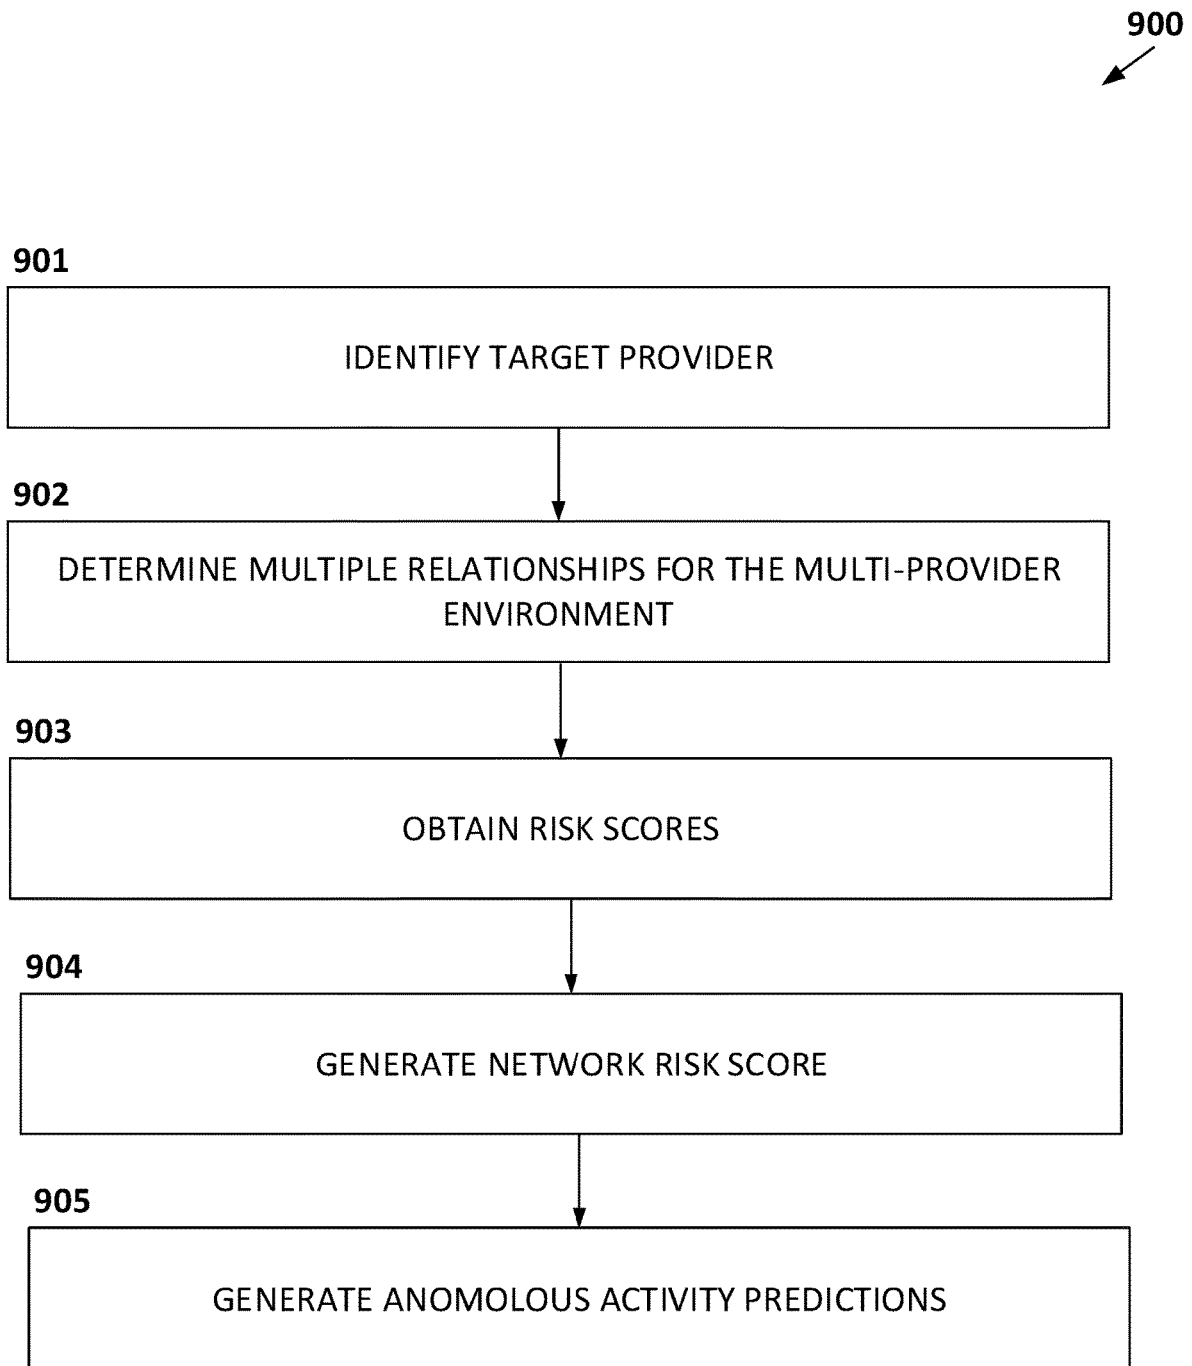 900
901
IDENTIFY TARGET PROVIDER
902
DETERMINE MULTIPLE RELATIONSHIPS FOR THE MULTI-PROVIDER
ENVIRONMENT
903
OBTAIN RISK SCORES
904
GENERATE NETWORK RISK SCORE
905
GENERATE ANOMOLOUS ACTIVITY PREDICTIONS